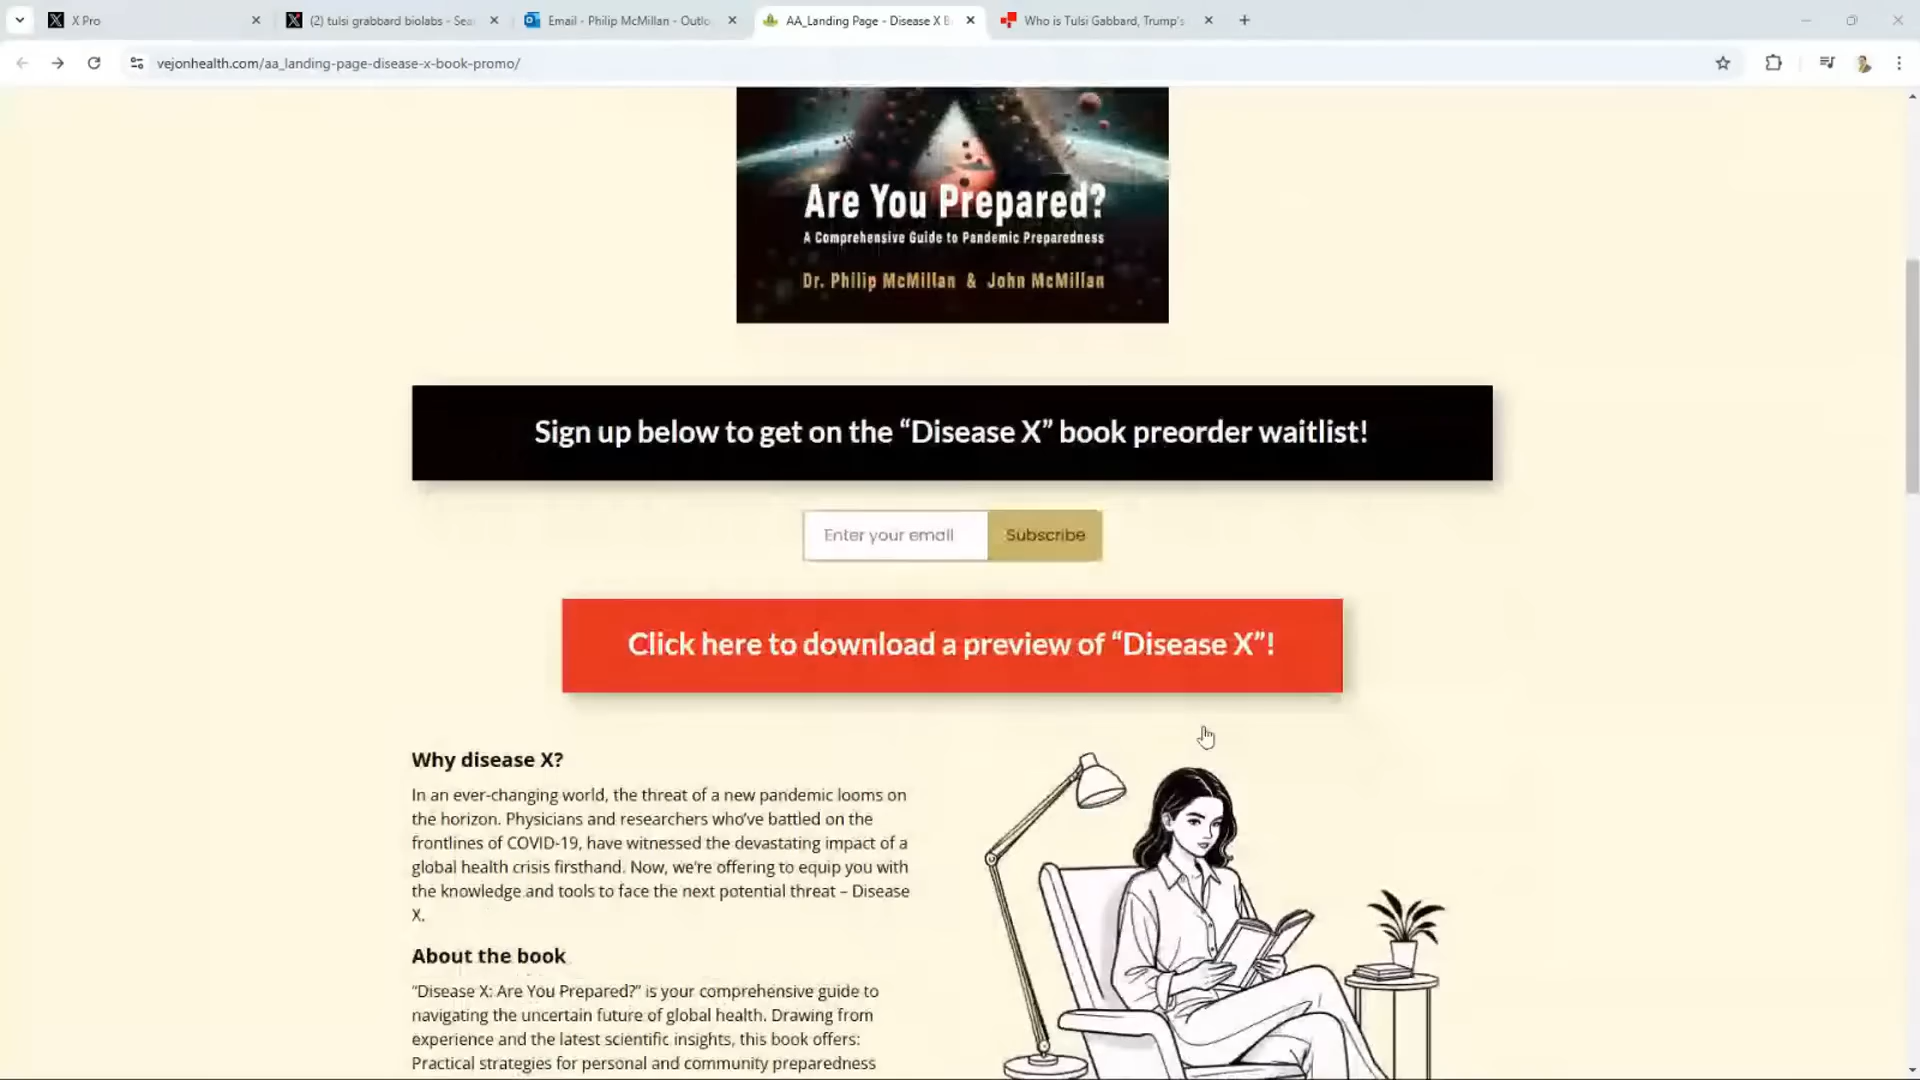 X Pro
(2) tulsi grabbard biolabs - Sea
Email - Philip McMillan - Outlo
AA_Landing Page - Disease X B
Who is Tulsi Gabbard, Trump's
vejonhealth.com/aa_landing-page-disease-x-book-promo/
Are You Prepared?
A Comprehensive Guide to Pandemic Preparedness
Dr. Philip McMillan & John McMillan
Sign up below to get on the “Disease X” book preorder waitlist!
Enter your email
Subscribe
Click here to download a preview of “Disease X”!
Why disease X?
In an ever-changing world, the threat of a new pandemic looms on
the horizon. Physicians and researchers who’ve battled on the
frontlines of COVID-19, have witnessed the devastating impact of a
global health crisis firsthand. Now, we’re offering to equip you with
the knowledge and tools to face the next potential threat – Disease
X.
About the book
“Disease X: Are You Prepared?” is your comprehensive guide to
navigating the uncertain future of global health. Drawing from
experience and the latest scientific insights, this book offers:
Practical strategies for personal and community preparedness